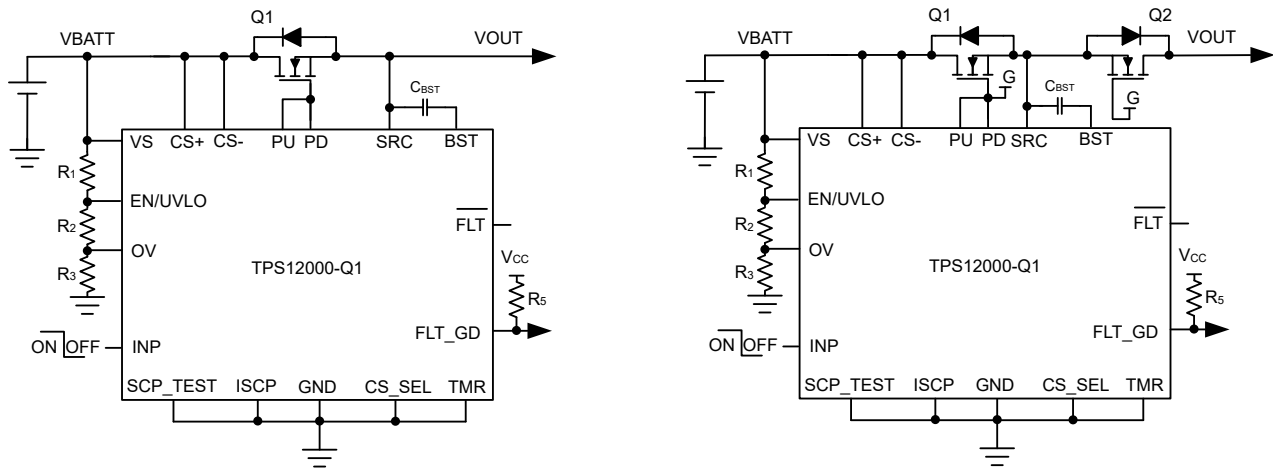 Q1
VBATT
VOUT
CBST
VS
CS+
CS-
PU
PD
SRC
BST
R1
EN/UVLO
R2
FLT
OV
R3
TPS12000-Q1
VCC
R5
FLT_GD
ON
OFF
INP
SCP_TEST
ISCP
GND
CS_SEL
TMR
Q1
Q2
VBATT
VOUT
G
CBST
G
VS
CS+
CS-
PU
PD
SRC
BST
R1
EN/UVLO
R2
FLT
OV
R3
TPS12000-Q1
VCC
R5
FLT_GD
ON
OFF
INP
SCP_TEST
ISCP
GND
CS_SEL
TMR